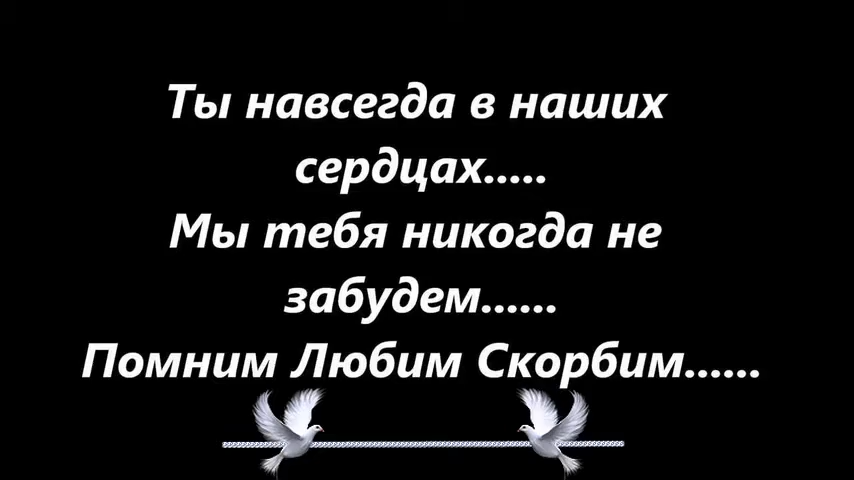 Ты навсегда в наших
сердцах.....
Мы тебя никогда не
забудем......
Помним Любим Скорбим......